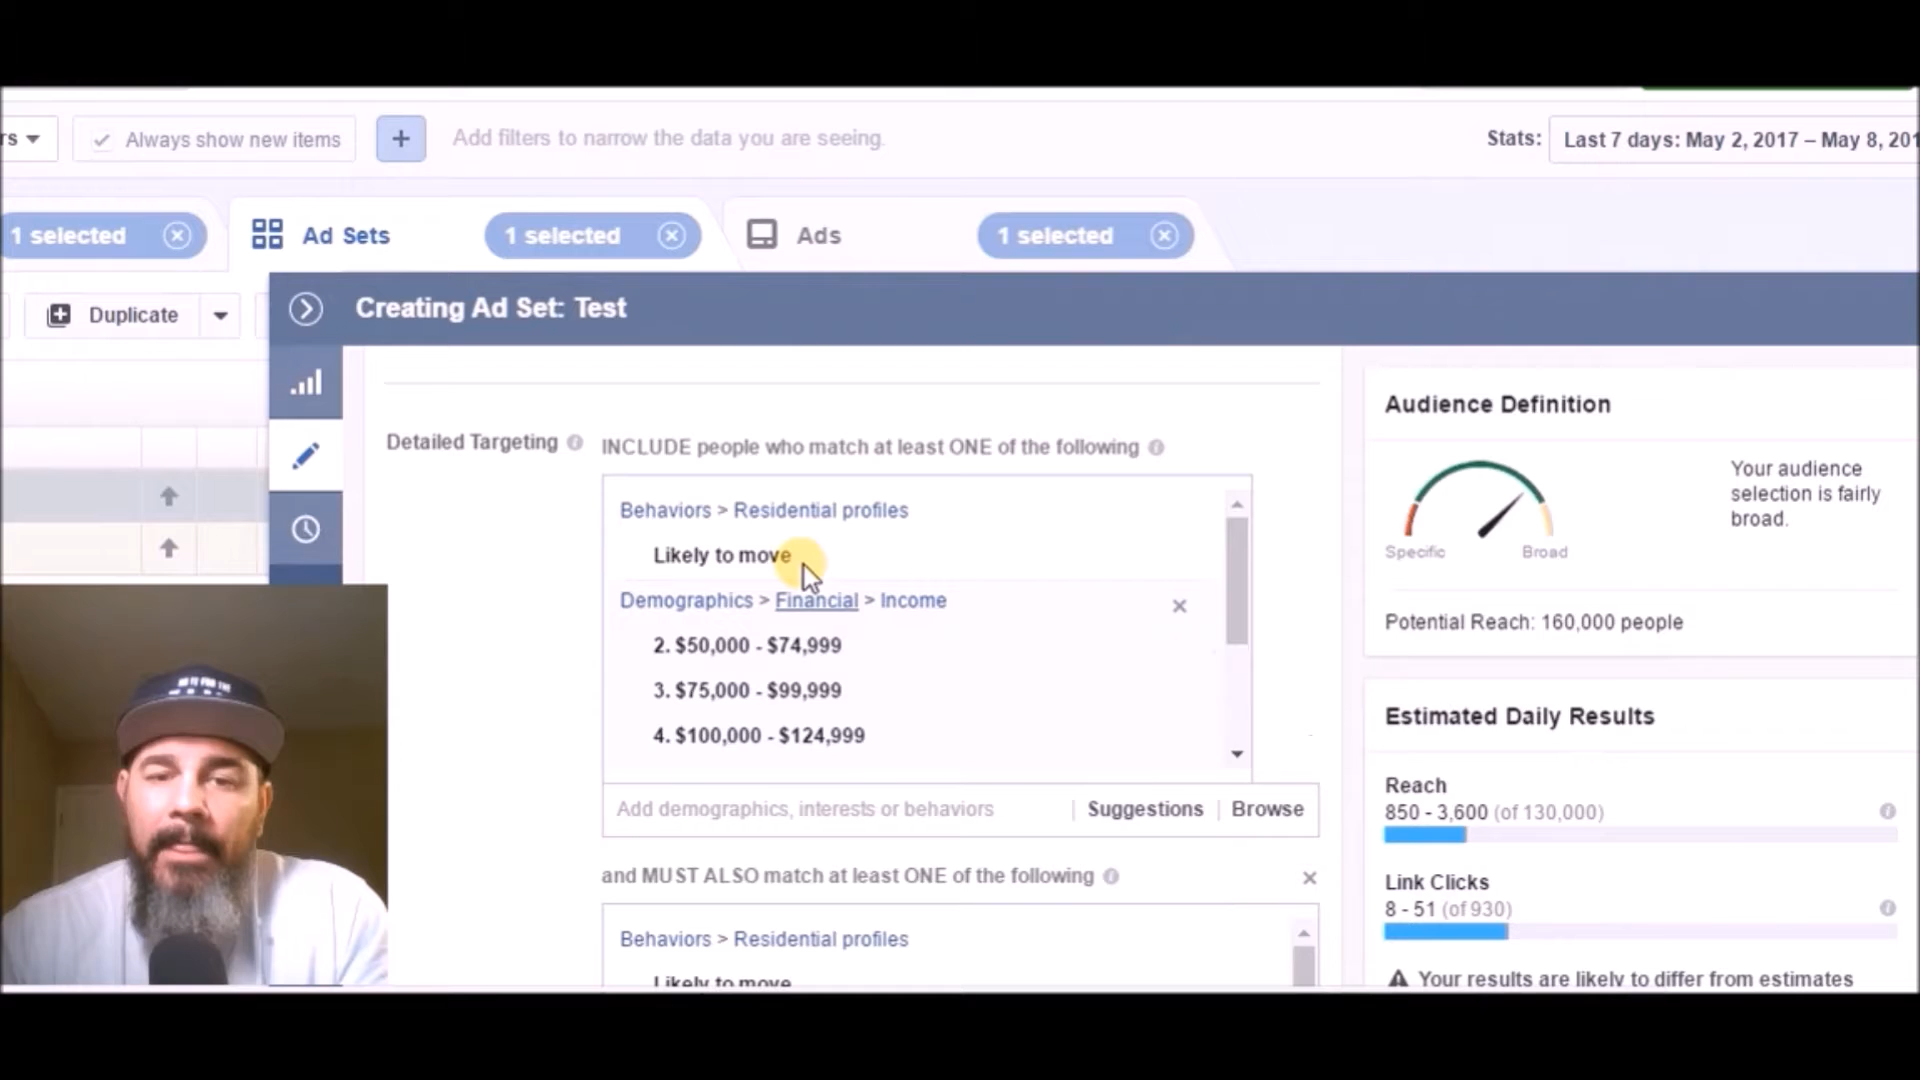 rs
Always show new items
+
Add filters to narrow the data you are seeing.
Stats:
Last 7 days: May 2, 2017 – May 8, 201
1 selected
Ad Sets
1 selected
Ads
1 selected
Duplicate
Creating Ad Set: Test
Detailed Targeting
INCLUDE people who match at least ONE of the following
Behaviors > Residential profiles
Likely to move
Demographics > Financial > Income
2. $50,000 - $74,999
3. $75,000 - $99,999
4. $100,000 - $124,999
Add demographics, interests or behaviors
Suggestions
Browse
and MUST ALSO match at least ONE of the following
Behaviors > Residential profiles
Likely to move
Audience Definition
Your audience
selection is fairly
broad.
Specific
Broad
Potential Reach: 160,000 people
Estimated Daily Results
Reach
850 - 3,600 (of 130,000)
Link Clicks
8 - 51 (of 930)
Your results are likely to differ from estimates